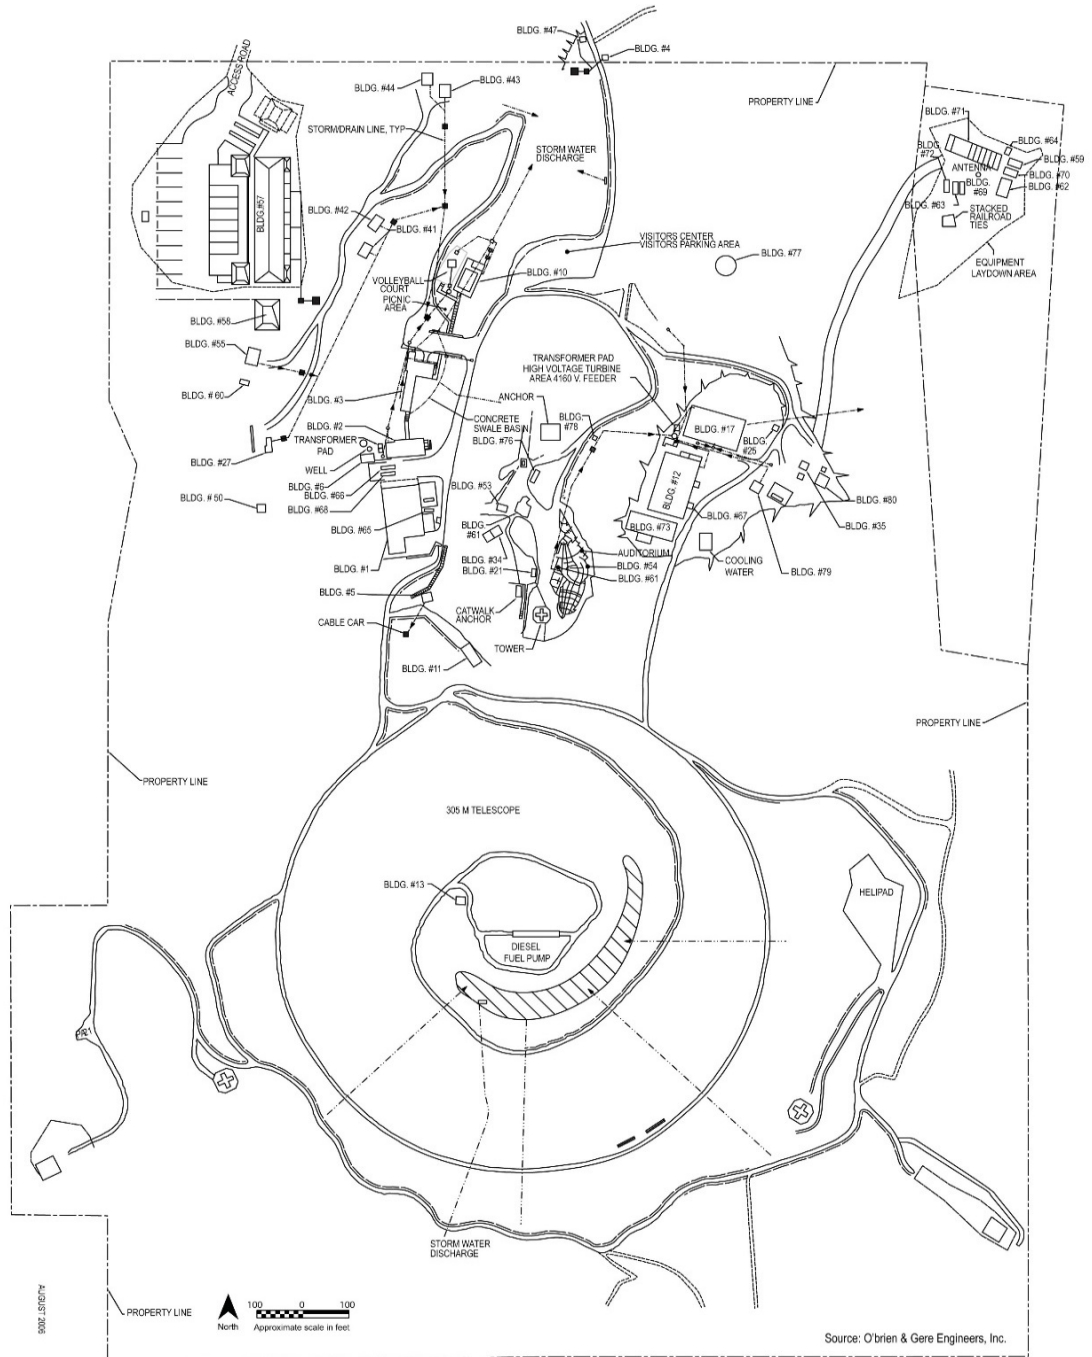 BLDG. #47
BLDG. #4
ACCESS ROAD
BLDG. #44
BLDG. #43
PROPERTY LINE
BLDG. #71
STORM/DRAIN LINE, TYP
STORM WATER
DISCHARGE
BLDG.
#72
BLDG. #64
BLDG. #59
ANTENNA
BLDG. #70
BLDG. #62
BLDG.
#69
BLDG. #63
STACKED
RAILROAD
TIES
BLDG.#57
BLDG. #42
BLDG. #41
VISITORS CENTER
VISITORS PARKING AREA
BLDG. #77
EQUIPMENT
LAYDOWN AREA
VOLLEYBALL
COURT
BLDG. #10
PICNIC
AREA
BLDG. #58
BLDG. #55
TRANSFORMER PAD
HIGH VOLTAGE TURBINE
AREA 4160 V. FEEDER
BLDG. # 60
BLDG. #3
ANCHOR
CONCRETE
SWALE BASIN
BLDG.
#78
BLDG. #2
BLDG.
#76
BLDG. #17
TRANSFORMER
PAD
BLDG.
#25
BLDG. #27
WELL
BLDG. #6
BLDG. #53
BLDG. #12
BLDG. #66
BLDG. # 50
BLDG. #68
BLDG. #80
BLDG. #65
BLDG.
#61
BLDG. #73
BLDG. #67
BLDG. #35
AUDITORIUM
BLDG. #34
BLDG. #54
COOLING
WATER
BLDG. #1
BLDG. #21
BLDG. #61
BLDG. #79
BLDG. #5
CATWALK
ANCHOR
CABLE CAR
TOWER
BLDG. #11
PROPERTY LINE
PROPERTY LINE
305 M TELESCOPE
BLDG. #13
HELIPAD
DIESEL
FUEL PUMP
STORM WATER
DISCHARGE
AUGUST 2006
PROPERTY LINE
100 0 100
North
Approximate scale in feet
Source: O'brien & Gere Engineers, Inc.